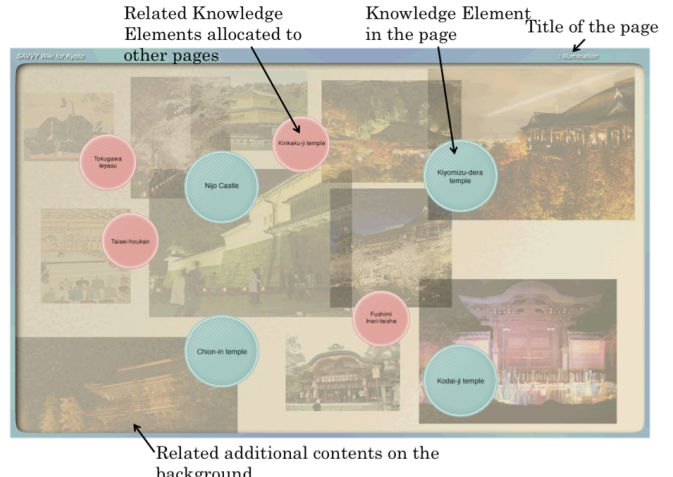 Related Knowledge
Elements allocated to
other pages
Knowledge Element
in the page
Title of the page
SAVVY Wiki for Kyoto
Illumination
Tokugawa
Ieyasu
Kinkaku-ji temple
Nijo Castle
Kiyomizu-dera
temple
Taisei-houkan
Fushimi
Inari-taisha
Chion-in temple
Kodai-ji temple
Related additional contents on the
background